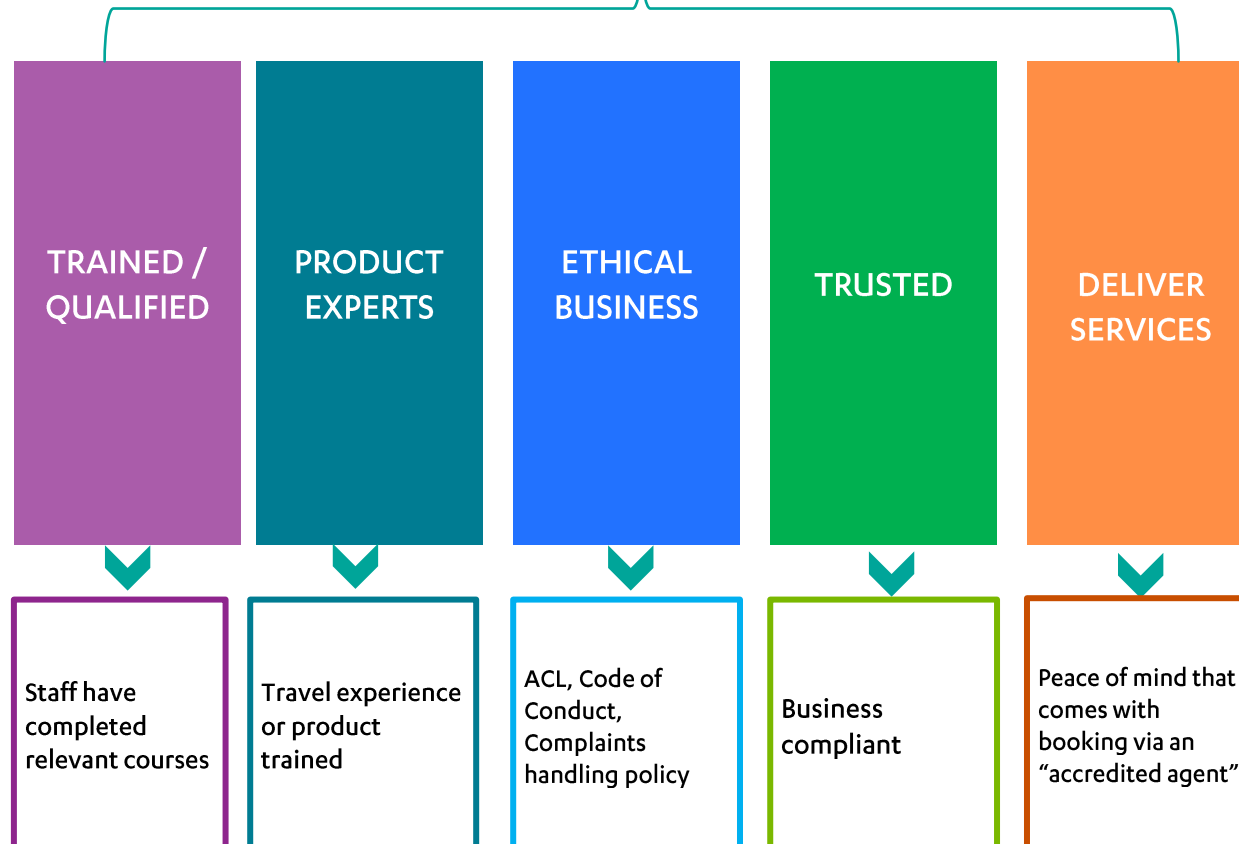 TRAINED /
QUALIFIED
PRODUCT
EXPERTS
ETHICAL
BUSINESS
TRUSTED
DELIVER
SERVICES
Staff have
completed
relevant courses
Travel experience
or product
trained
ACL, Code of
Conduct,
Complaints
handling policy
Business
compliant
Peace of mind that
comes with
booking via an
“accredited agent”